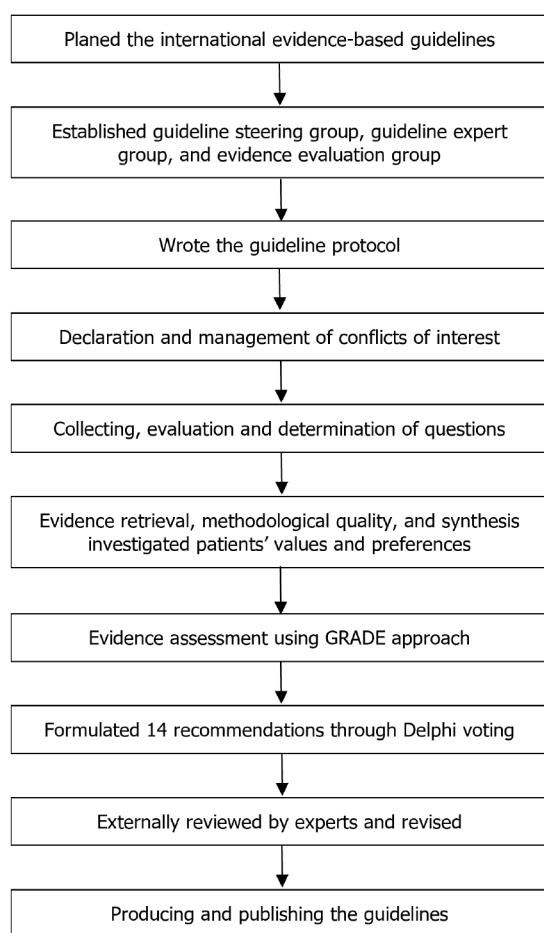 Planed the international evidence-based guidelines
Established guideline steering group, guideline expert
group, and evidence evaluation group
Wrote the guideline protocol
Declaration and management of conflicts of interest
Collecting, evaluation and determination of questions
Evidence retrieval, methodological quality, and synthesis
investigated patients’ values and preferences
Evidence assessment using GRADE approach
Formulated 14 recommendations through Delphi voting
Externally reviewed by experts and revised
Producing and publishing the guidelines